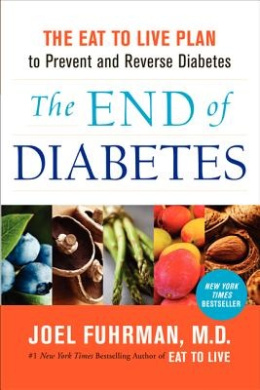 THE EAT TO LIVE PLAN
to Prevent and Reverse Diabetes
The END of
DIABETES
NEW YORK
TIMES
BESTSELLER
JOEL FUHRMAN, M.D.
#1 New York Times Bestselling Author of EAT TO LIVE